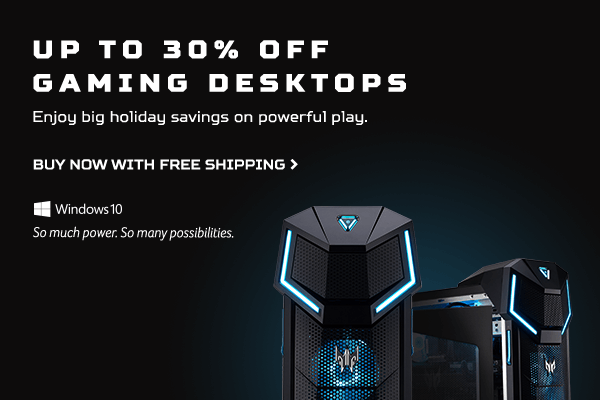 UP TO 30% OFF
GAMING DESKTOPS
Enjoy big holiday savings on powerful play.
BUY NOW WITH FREE SHIPPING >
Windows 10
So much power. So many possibilities.